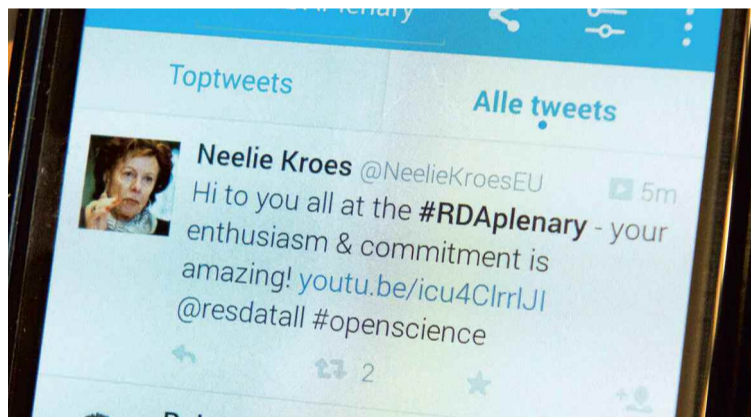 Plenary
Toptweets
Alle tweets
Neelie Kroes @NeelieKroesEU 5m
Hi to you all at the #RDAplenary - your
enthusiasm & commitment is
amazing! youtu.be/icu4ClrrlJI
@resdatall #openscience
2